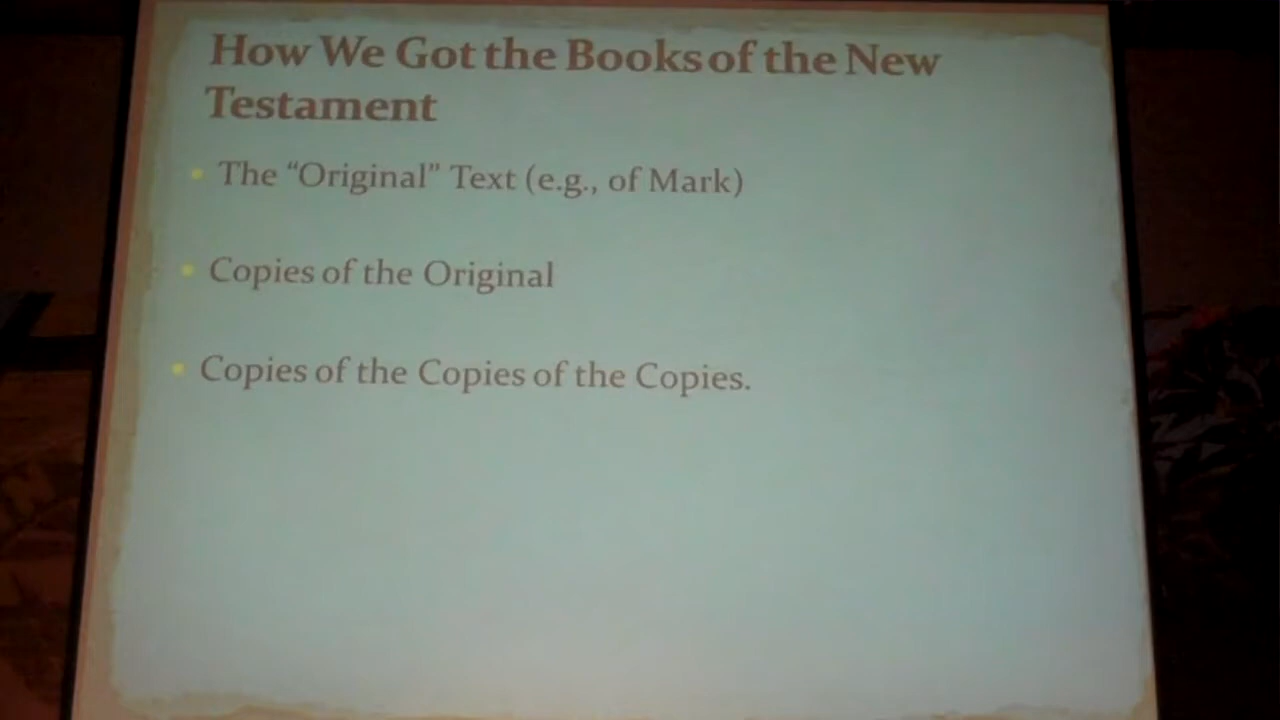 How We Got the Books of the New
Testament
• The “Original” Text (e.g., of Mark)
• Copies of the Original
• Copies of the Copies of the Copies.